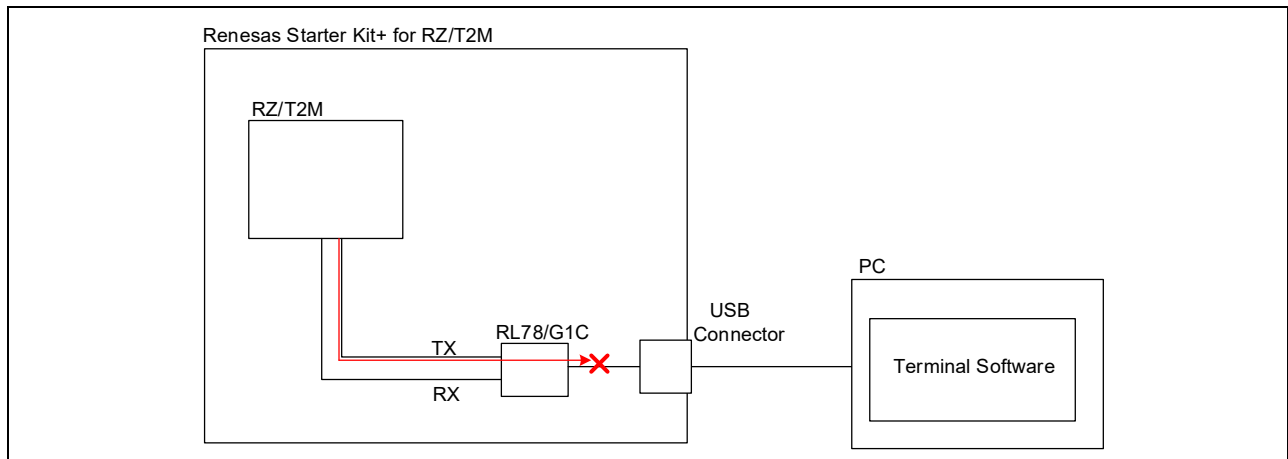 Renesas Starter Kit+ for RZ/T2M
RZ/T2M
PC
USB
Connector
RL78/G1C
TX
Terminal Software
RX